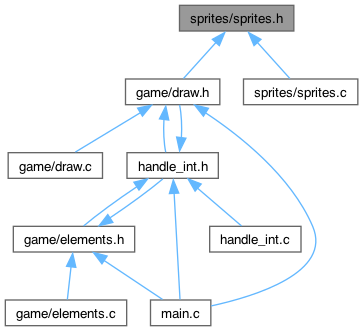 sprites/sprites.h
game/draw.h
sprites/sprites.c
game/draw.c
handle_int.h
game/elements.h
handle_int.c
game/elements.c
main.c